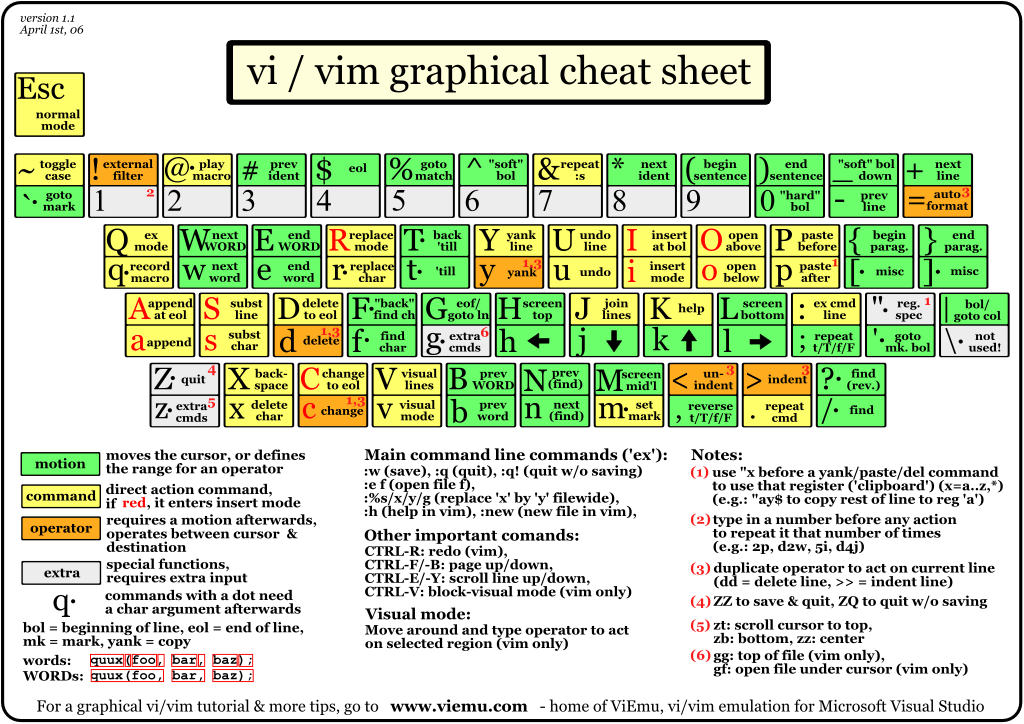 version 1.1
April 1st, 06
vi / vim graphical cheat sheet
Esc
normal
mode
~ toggle
case
! external
filter
@· play
macro
# prev
ident
$ eol
% goto
match
^ "soft"
bol
& repeat
:s
* next
ident
( begin
sentence
) end
sentence
_ "soft" bol
down
+ next
line
`· goto
mark
1 2
2
3
4
5
6
7
8
9
0 "hard"
bol
- prev
line
= auto 3
format
Q ex
mode
W next
WORD
E end
WORD
R replace
mode
T· back
'till
Y yank
line
U undo
line
I insert
at bol
O open
above
P paste
before
{ begin
parag.
} end
parag.
q· record
macro
w next
word
e end
word
r· replace
char
t· 'till
y yank 1,3
u undo
i insert
mode
o open
below
p paste 1
after
[· misc
]· misc
A append
at eol
S subst
line
D delete
to eol
F· "back"
find ch
G eof/
goto ln
H screen
top
J join
lines
K help
L screen
bottom
: ex cmd
line
"· reg. 1
spec
| bol/
goto col
a append
s subst
char
d delete 1,3
f· find
char
g· extra 6
cmds
h ←
j ↓
k ↑
l →
; repeat
t/T/f/F
'· goto
mk. bol
\· not
used!
Z· quit 4
X back-
space
C change
to eol
V visual
lines
B prev
WORD
N prev
(find)
M screen
mid'l
< un- 3
indent
> indent 3
?· find
(rev.)
z· extra 5
cmds
x delete
char
c change 1,3
v visual
mode
b prev
word
n next
(find)
m· set
mark
, reverse
t/T/f/F
. repeat
cmd
/· find
motion
moves the cursor, or defines
the range for an operator
command
direct action command,
if red, it enters insert mode
operator
requires a motion afterwards,
operates between cursor &
destination
extra
special functions,
requires extra input
q·
commands with a dot need
a char argument afterwards
bol = beginning of line, eol = end of line,
mk = mark, yank = copy
words: quux(foo, bar, baz);
WORDs: quux(foo, bar, baz);
Main command line commands ('ex'):
:w (save), :q (quit), :q! (quit w/o saving)
:e f (open file f),
:%s/x/y/g (replace 'x' by 'y' filewide),
:h (help in vim), :new (new file in vim),
Other important comands:
CTRL-R: redo (vim),
CTRL-F/-B: page up/down,
CTRL-E/-Y: scroll line up/down,
CTRL-V: block-visual mode (vim only)
Visual mode:
Move around and type operator to act
on selected region (vim only)
Notes:
(1) use "x before a yank/paste/del command
to use that register ('clipboard') (x=a..z,*)
(e.g.: "ay$ to copy rest of line to reg 'a')
(2) type in a number before any action
to repeat it that number of times
(e.g.: 2p, d2w, 5i, d4j)
(3) duplicate operator to act on current line
(dd = delete line, >> = indent line)
(4) ZZ to save & quit, ZQ to quit w/o saving
(5) zt: scroll cursor to top,
zb: bottom, zz: center
(6) gg: top of file (vim only),
gf: open file under cursor (vim only)
For a graphical vi/vim tutorial & more tips, go to www.viemu.com - home of ViEmu, vi/vim emulation for Microsoft Visual Studio